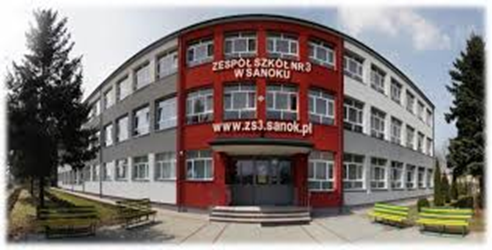 ZESPÓŁ SZKÓŁ NR 3
W SANOKU
www.zs3.sanok.pl